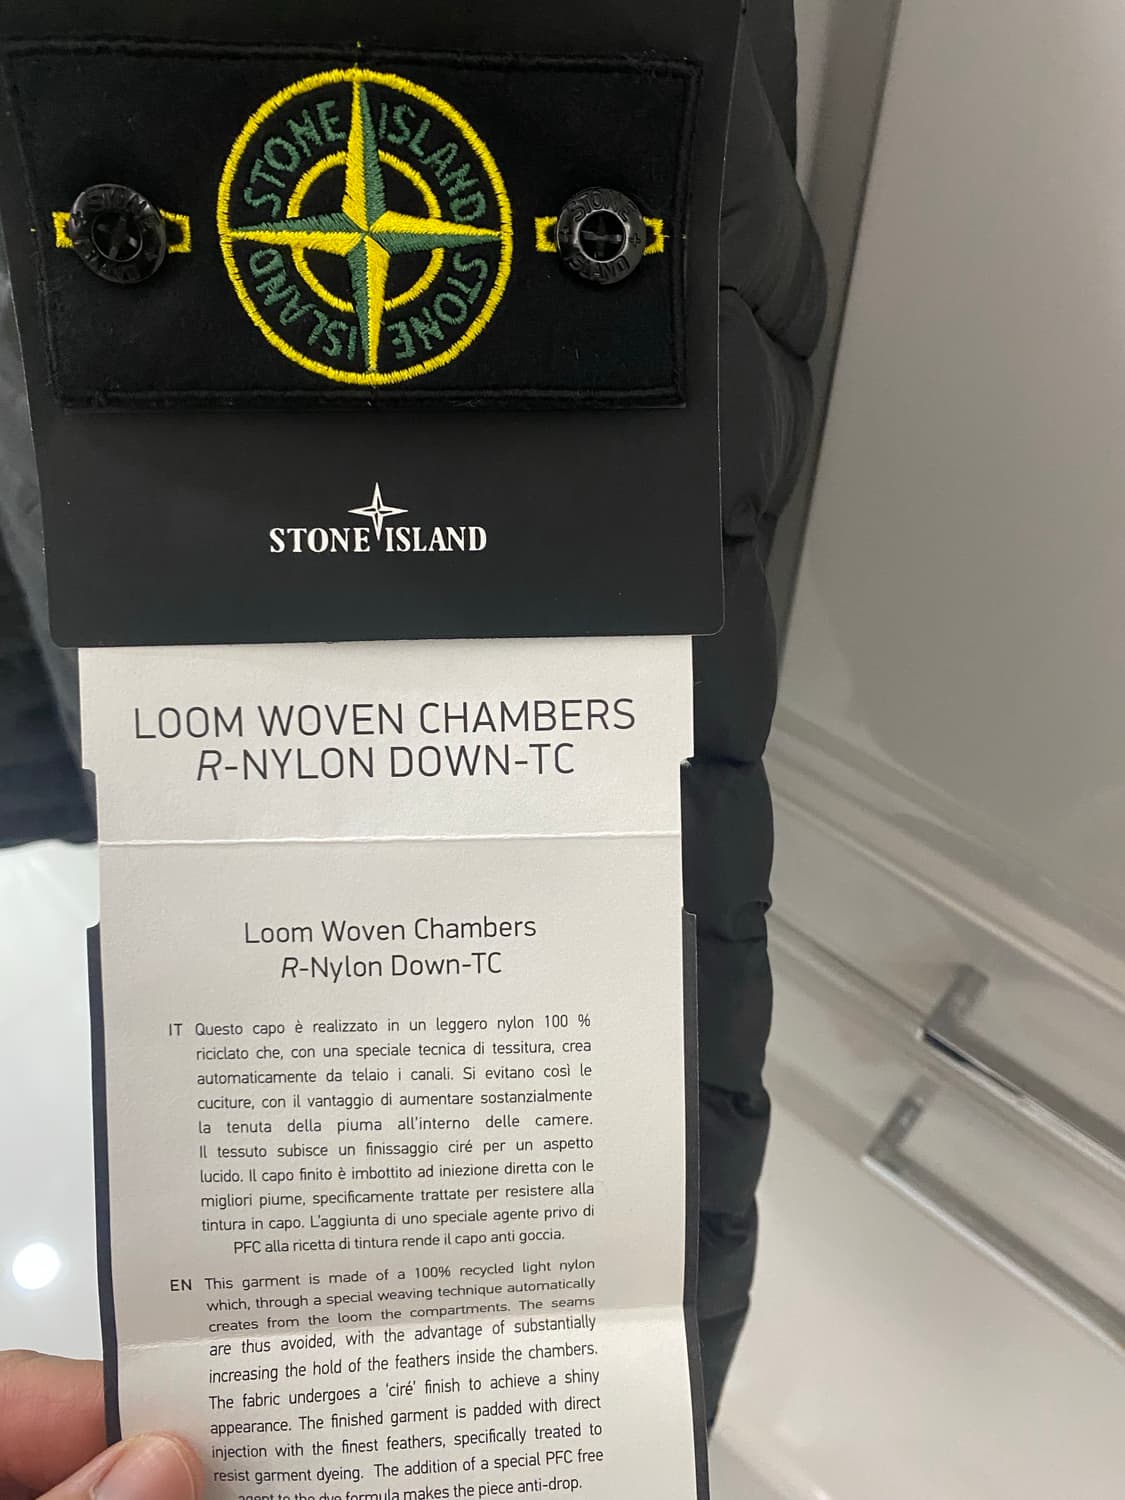 STONE ISLAND
STONE ISLAND
STONE
ISLAND
STONE
ISLAND
STONE ISLAND
LOOM WOVEN CHAMBERS
R-NYLON DOWN-TC
Loom Woven Chambers
R-Nylon Down-TC
IT Questo capo è realizzato in un leggero nylon 100 %
riciclato che, con una speciale tecnica di tessitura, crea
automaticamente da telaio i canali. Si evitano così le
cuciture, con il vantaggio di aumentare sostanzialmente
la tenuta della piuma all'interno delle camere.
Il tessuto subisce un finissaggio ciré per un aspetto
lucido. Il capo finito è imbottito ad iniezione diretta con le
migliori piume, specificamente trattate per resistere alla
tintura in capo. L'aggiunta di uno speciale agente privo di
PFC alla ricetta di tintura rende il capo anti goccia.
EN This garment is made of a 100% recycled light nylon
which, through a special weaving technique automatically
creates from the loom the compartments. The seams
are thus avoided, with the advantage of substantially
increasing the hold of the feathers inside the chambers.
The fabric undergoes a 'ciré' finish to achieve a shiny
appearance. The finished garment is padded with direct
injection with the finest feathers, specifically treated to
resist garment dyeing. The addition of a special PFC free
agent to the dye formula makes the piece anti-drop.